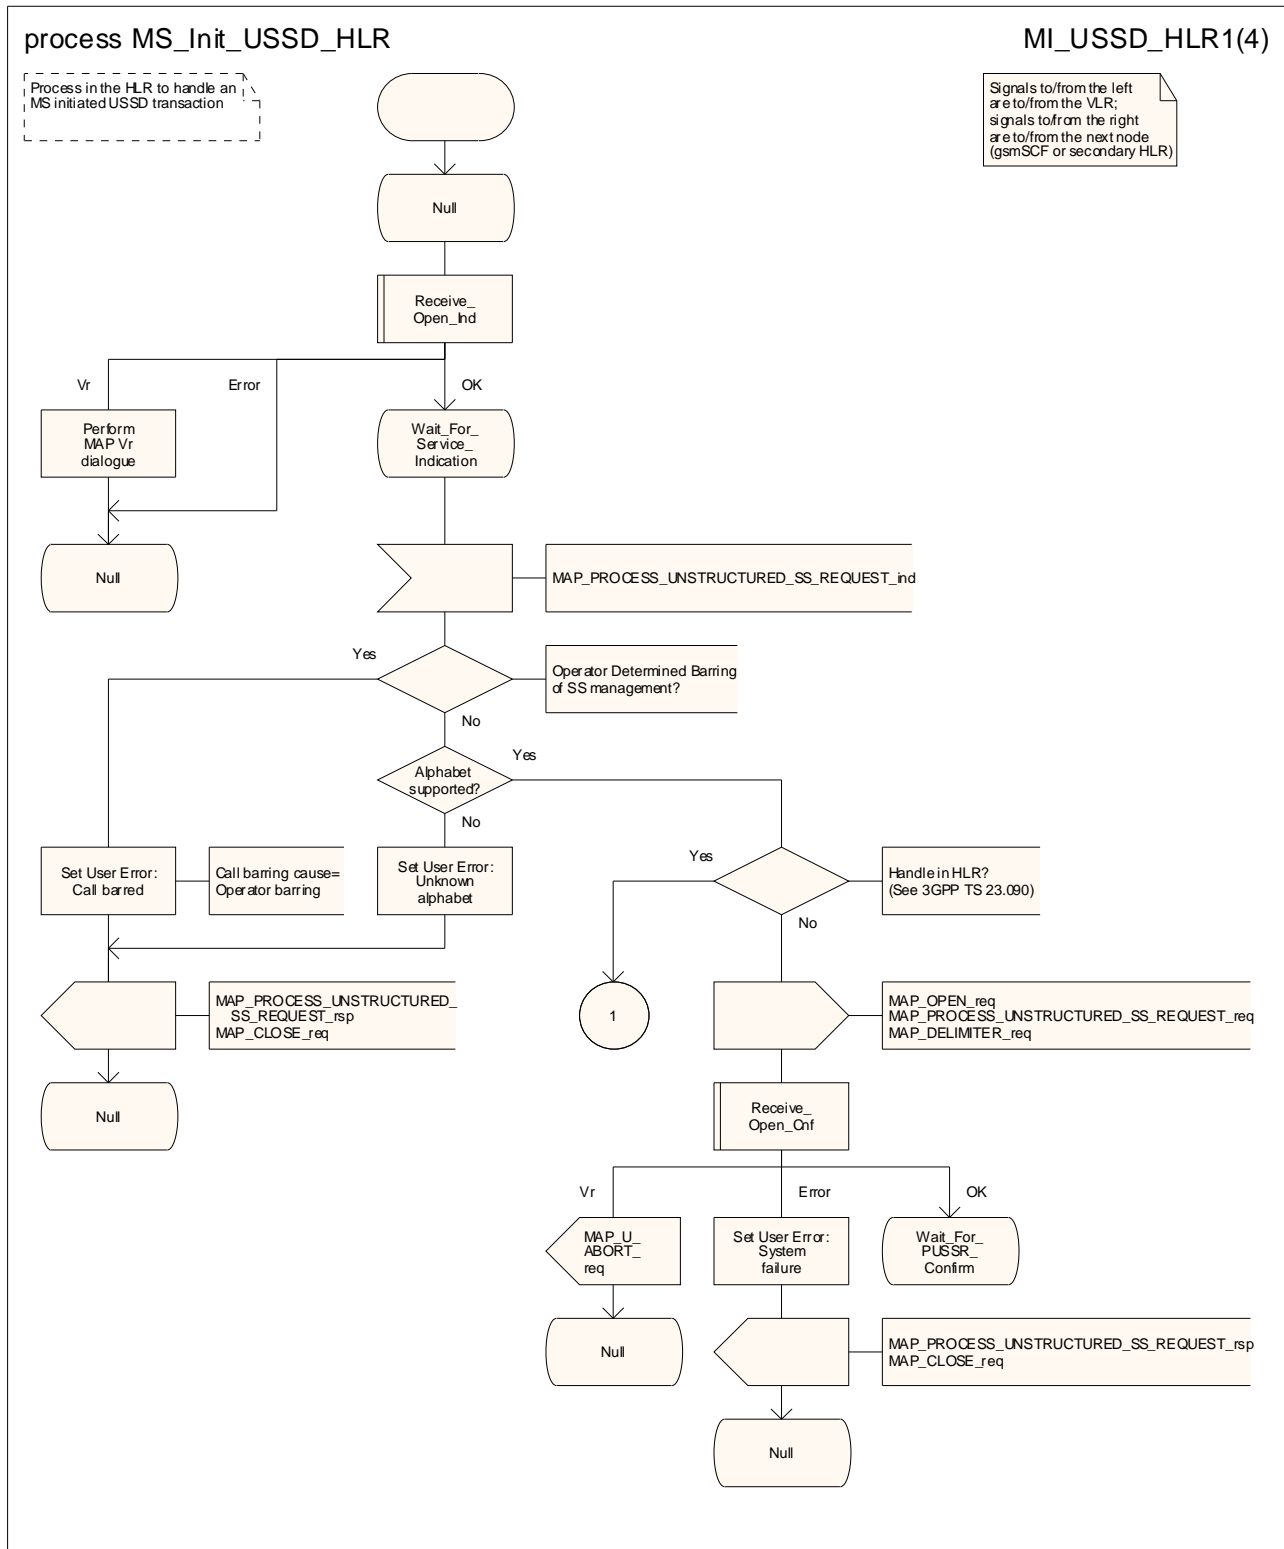 process MS_Init_USSD_HLR
MI_USSD_HLR1(4)
Process in the HLR to handle an
MS initiated USSD transaction
Signals to/from the left
are to/from the VLR;
signals to/from the right
are to/from the next node
(gsmSCF or secondary HLR)
Null
Receive_
Open_Ind
Vr
Error
OK
Perform
MAP Vr
dialogue
Wait_For_
Service_
Indication
Null
MAP_PROCESS_UNSTRUCTURED_SS_REQUEST_ind
Yes
Operator Determined Barring
of SS management?
No
Yes
Alphabet
supported?
No
Set User Error:
Call barred
Call barring cause=
Operator barring
Set User Error:
Unknown
alphabet
Yes
Handle in HLR?
(See 3GPP TS 23.090)
No
MAP_PROCESS_UNSTRUCTURED_
SS_REQUEST_rsp
MAP_CLOSE_req
1
MAP_OPEN_req
MAP_PROCESS_UNSTRUCTURED_SS_REQUEST_req
MAP_DELIMITER_req
Null
Receive_
Open_Cnf
Vr
Error
OK
MAP_U_
ABORT_
req
Set User Error:
System
failure
Wait_For_
PUSSR_
Confirm
Null
MAP_PROCESS_UNSTRUCTURED_SS_REQUEST_rsp
MAP_CLOSE_req
Null